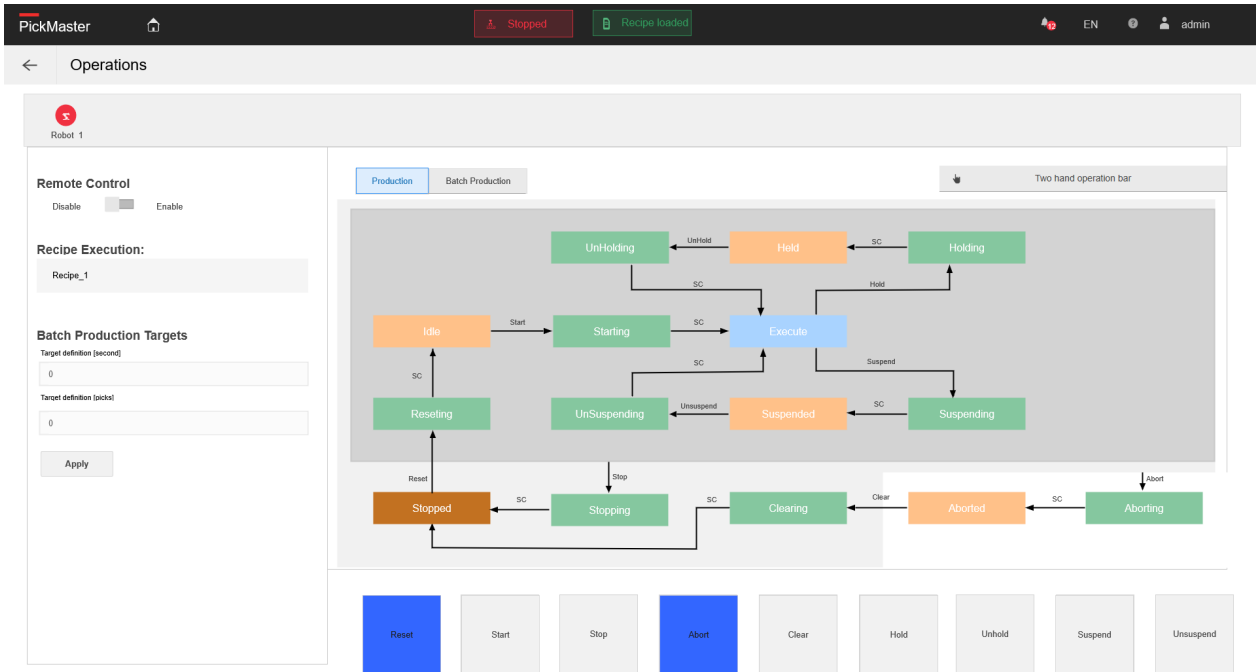 PickMaster
Stopped
Recipe loaded
12
EN
?
admin
Operations
Robot 1
Remote Control
Disable
Enable
Recipe Execution:
Recipe_1
Batch Production Targets
Target definition [second]
0
Target definition [picks]
0
Apply
Production
Batch Production
Two hand operation bar
UnHolding
UnHold
Held
SC
Holding
SC
Hold
Idle
Start
Starting
SC
Execute
SC
SC
Suspend
Reseting
UnSuspending
Unsuspend
Suspended
SC
Suspending
Reset
Stop
Abort
Stopped
SC
Stopping
SC
Clearing
Clear
Aborted
SC
Aborting
Reset
Start
Stop
Abort
Clear
Hold
Unhold
Suspend
Unsuspend